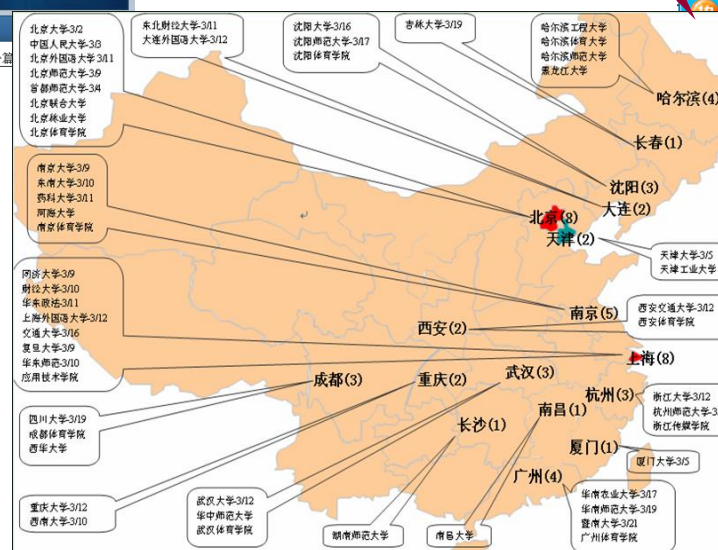 北京大学-3/2
中国人民大学-3/3
北京外国语大学-3/11
北京师范大学-3/9
首都师范大学-3/4
北京联合大学
北京林业大学
北京体育学院
东北财经大学-3/11
大连外国语大学-3/12
沈阳大学-3/16
沈阳师范大学-3/17
沈阳体育学院
吉林大学-3/19
哈尔滨工程大学
哈尔滨体育大学
哈尔滨师范大学
黑龙江大学
哈尔滨(4)
长春(1)
沈阳(3)
大连(2)
北京(8)
天津(2)
南京大学-3/9
东南大学-3/10
药科大学-3/11
河海大学
南京体育学院
天津大学-3/5
天津工业大学
同济大学-3/9
财经大学-3/10
华东政法-3/11
上海外国语大学-3/12
交通大学-3/16
复旦大学-3/9
华东师范-3/10
应用技术学院
南京(5)
西安(2)
西安交通大学-3/12
西安体育学院
上海(8)
成都(3)
重庆(2)
武汉(3)
杭州(3)
浙江大学-3/12
杭州师范大学-3
浙江传媒学院
南昌(1)
长沙(1)
四川大学-3/19
成都体育学院
西华大学
厦门(1)
厦门大学-3/5
广州(4)
重庆大学-3/12
西南大学-3/10
武汉大学-3/12
华中师范大学
武汉体育学院
湖南师范大学
南昌大学
华南农业大学-3/17
华南师范大学-3/19
暨南大学-3/21
广州体育学院